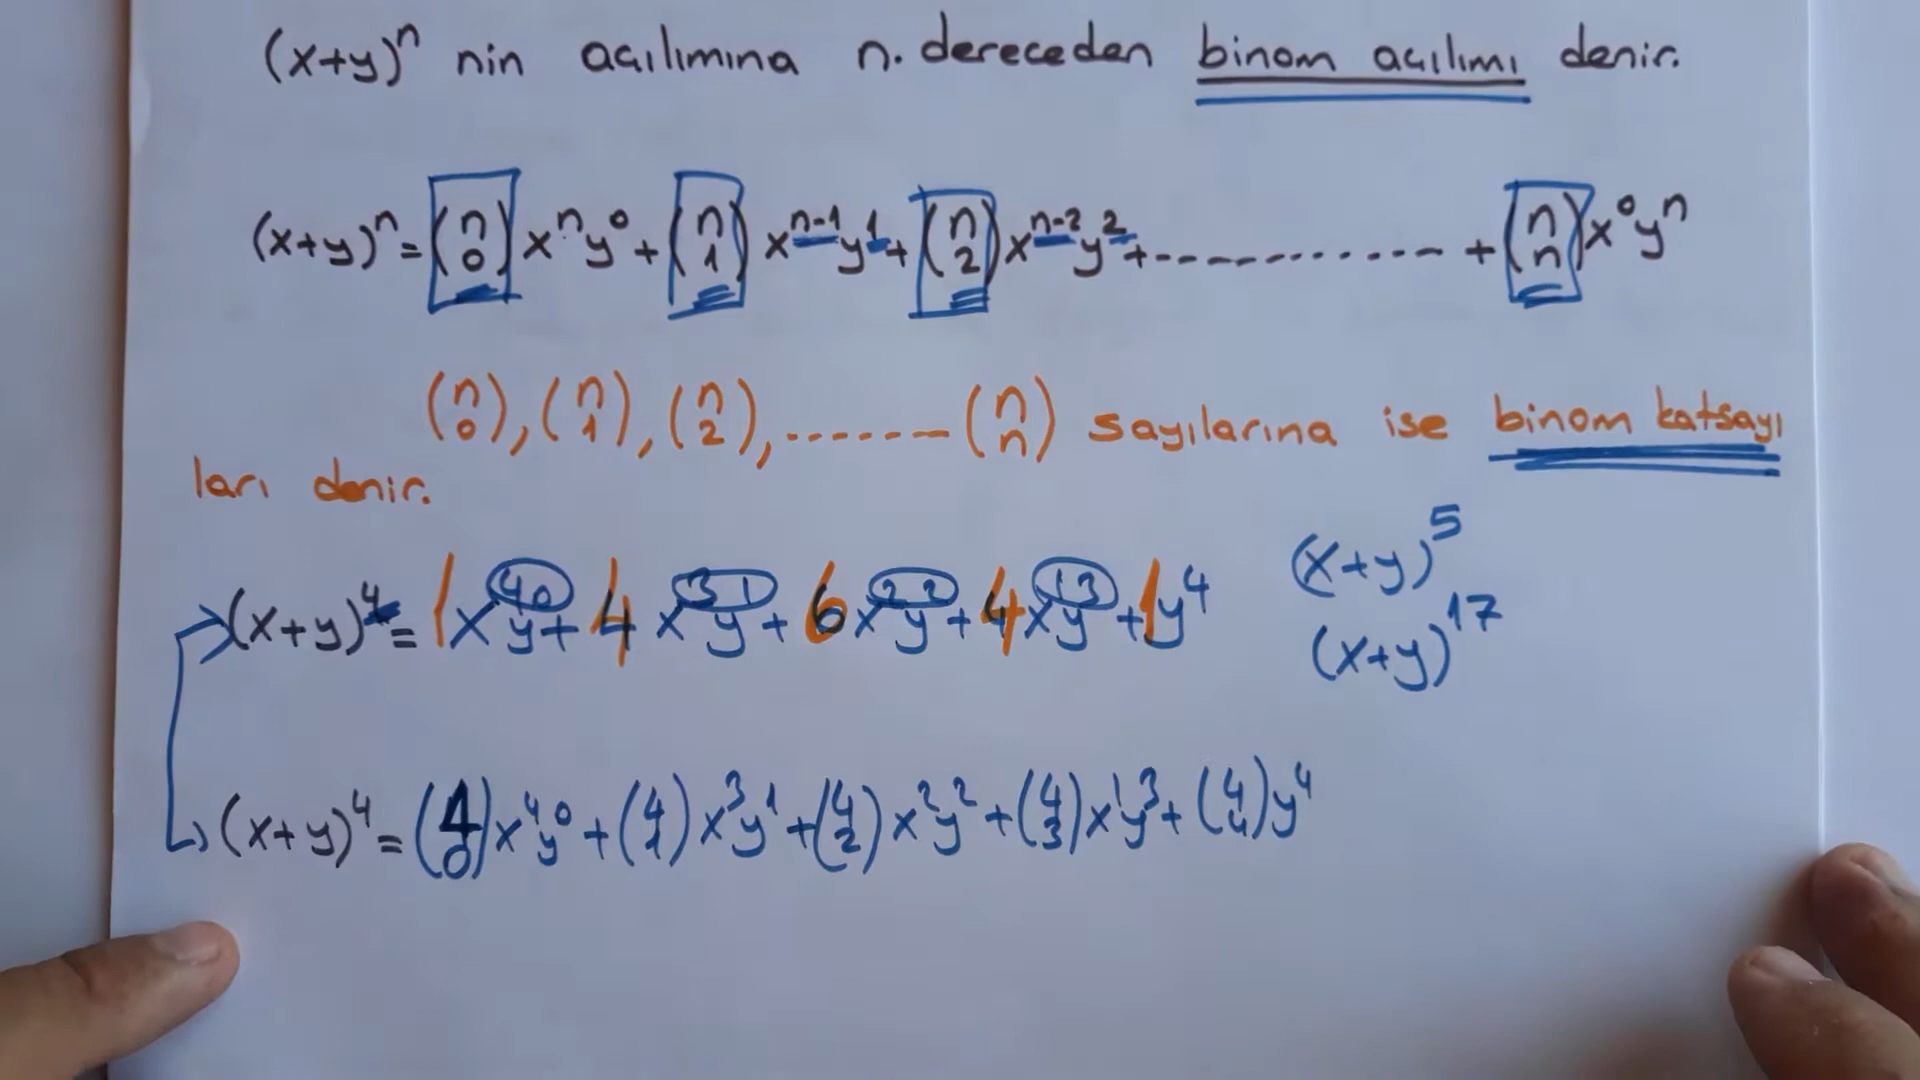 (x+y)ⁿ nin açılımına n. dereceden binom açılımı denir.
(x+y)ⁿ = (n 0) xⁿy⁰ + (n 1) xⁿ⁻¹y¹ + (n 2) xⁿ⁻²y² + ............ + (n n) x⁰yⁿ
(n 0), (n 1), (n 2), ....... (n n) sayılarına ise binom katsayı
ları denir.
(x+y)⁴ = 1x⁴y⁰ + 4x³y¹ + 6x²y² + 4x¹y³ + 1y⁴
(x+y)⁵
(x+y)¹⁷
(x+y)⁴ = (4 0)x⁴y⁰ + (4 1)x³y¹ + (4 2)x²y² + (4 3)x¹y³ + (4 4)y⁴